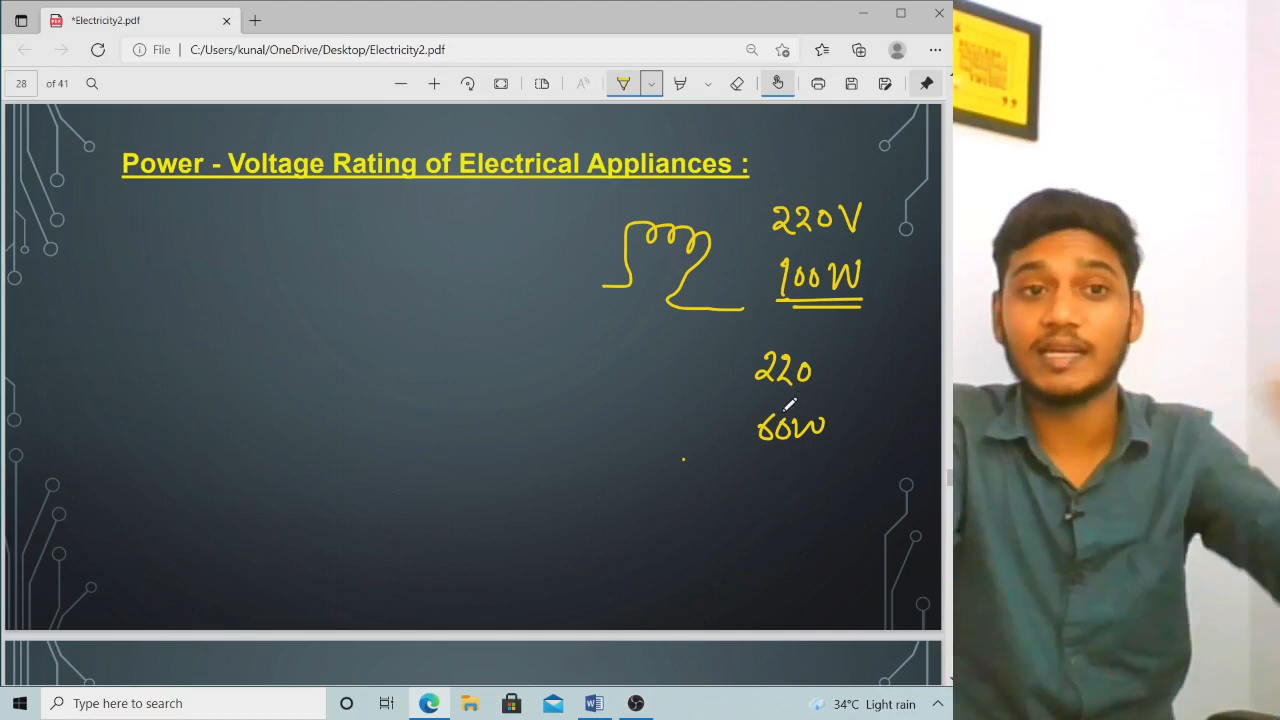 *Electricity2.pdf
File
C:/Users/kunal/OneDrive/Desktop/Electricity2.pdf
28 of 41
Power - Voltage Rating of Electrical Appliances :
220V
100W
220
60W
Type here to search
34°C Light rain